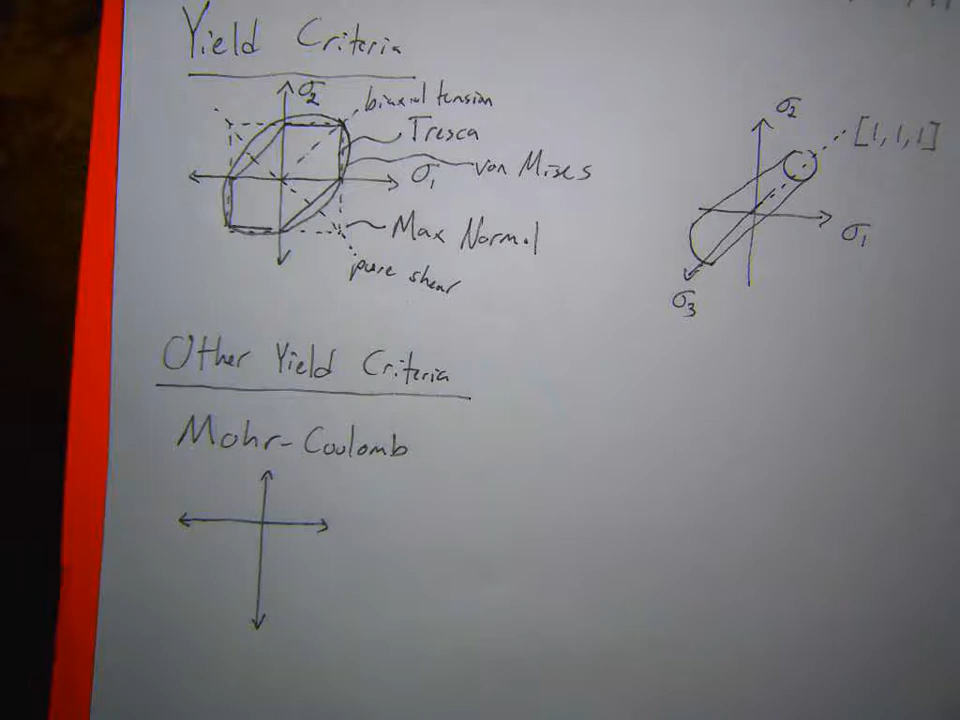 Yield Criteria
σ2
biaxial tension
Tresca
von Mises
σ1
Max Normal
pure shear
σ2
[1,1,1]
σ1
σ3
Other Yield Criteria
Mohr-Coulomb